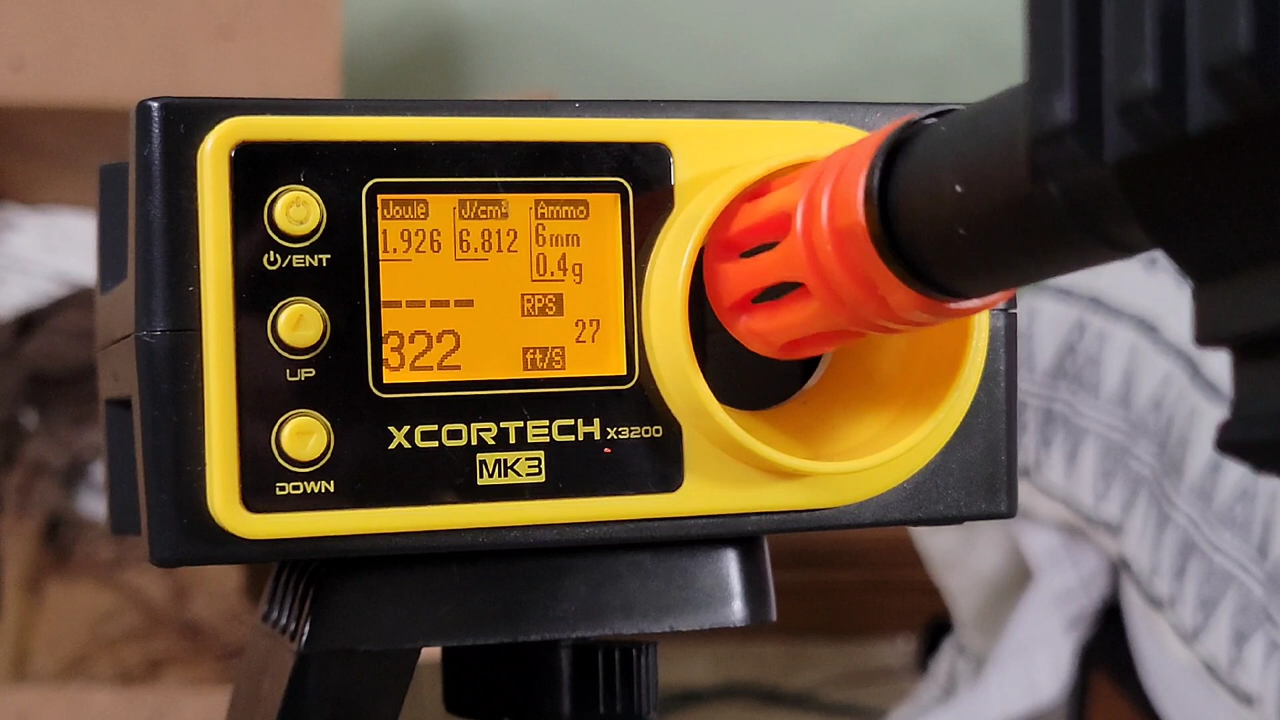 Joule J/cm² Ammo
1.926 6.812 6mm
0.4g
---- RPS
27
322 ft/S
⏻/ENT
UP
DOWN
XCORTECH X3200
MK3